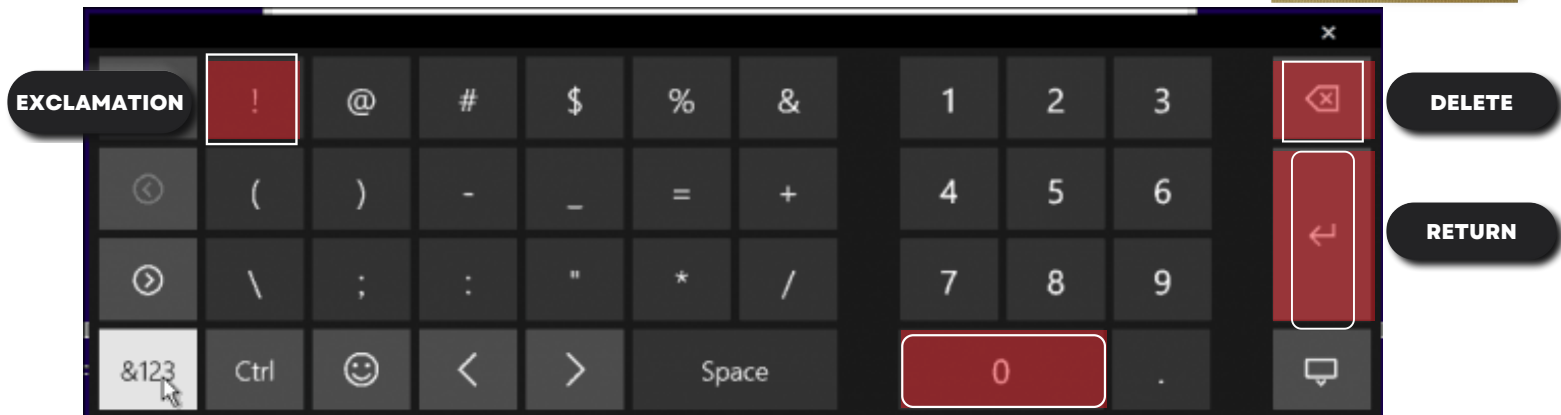 ×
EXCLAMATION ! @ # $ % & 1 2 3 DELETE
( ) - _ = + 4 5 6 RETURN
\ ; : " * / 7 8 9
&123 Ctrl < > Space 0 .